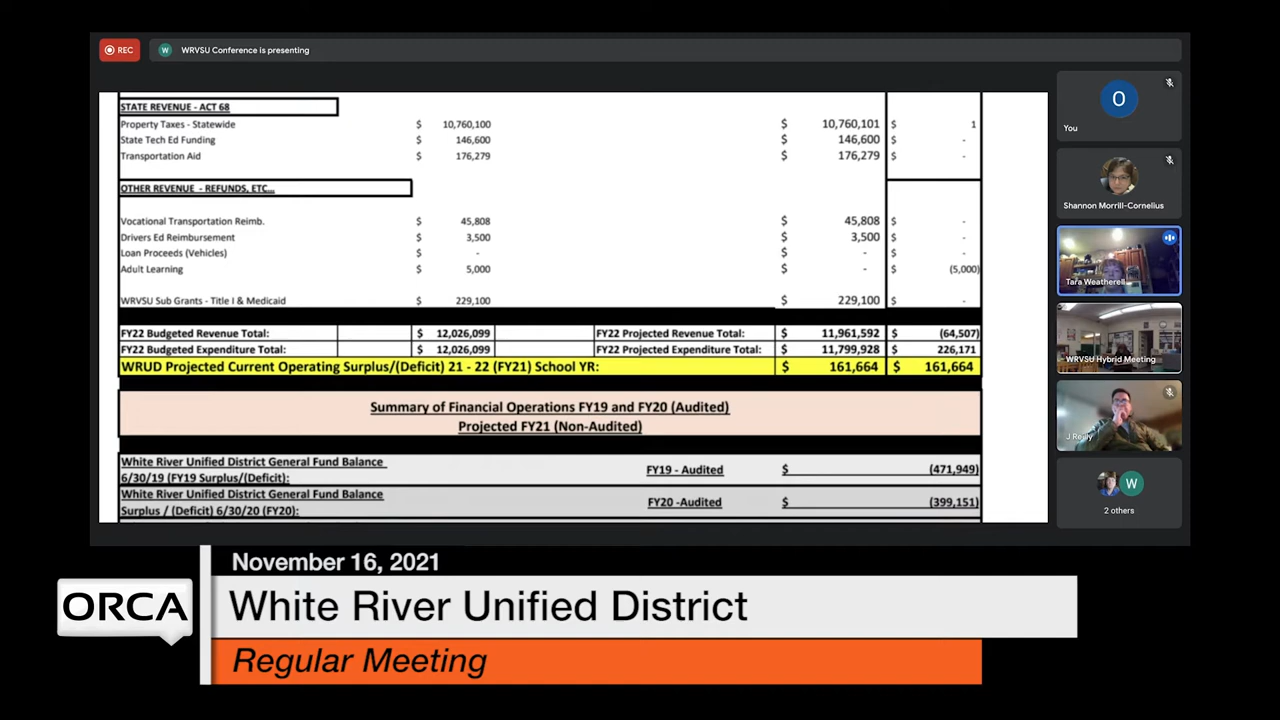 REC
W WRVSU Conference is presenting
STATE REVENUE - ACT 68
Property Taxes - Statewide $ 10,760,100 $ 10,760,101 $ 1
State Tech Ed Funding $ 146,600 $ 146,600 $ -
Transportation Aid $ 176,279 $ 176,279 $ -
OTHER REVENUE - REFUNDS, ETC...
Vocational Transportation Reimb. $ 45,808 $ 45,808 $ -
Drivers Ed Reimbursement $ 3,500 $ 3,500 $ -
Loan Proceeds (Vehicles) $ - $ - $ -
Adult Learning $ 5,000 $ - $ (5,000)
WRVSU Sub Grants - Title I & Medicaid $ 229,100 $ 229,100 $ -
FY22 Budgeted Revenue Total: $ 12,026,099 FY22 Projected Revenue Total: $ 11,961,592 $ (64,507)
FY22 Budgeted Expenditure Total: $ 12,026,099 FY22 Projected Expenditure Total: $ 11,799,928 $ 226,171
WRUD Projected Current Operating Surplus/(Deficit) 21 - 22 (FY21) School YR: $ 161,664 $ 161,664
Summary of Financial Operations FY19 and FY20 (Audited)
Projected FY21 (Non-Audited)
White River Unified District General Fund Balance
6/30/19 (FY19 Surplus/(Deficit): FY19 - Audited $ (471,949)
White River Unified District General Fund Balance
Surplus / (Deficit) 6/30/20 (FY20): FY20 -Audited $ (399,151)
O
You
Shannon Morrill-Cornelius
Tara Weatherell
WRVSU Hybrid Meeting
J Reilly
W
2 others
November 16, 2021
ORCA
White River Unified District
Regular Meeting